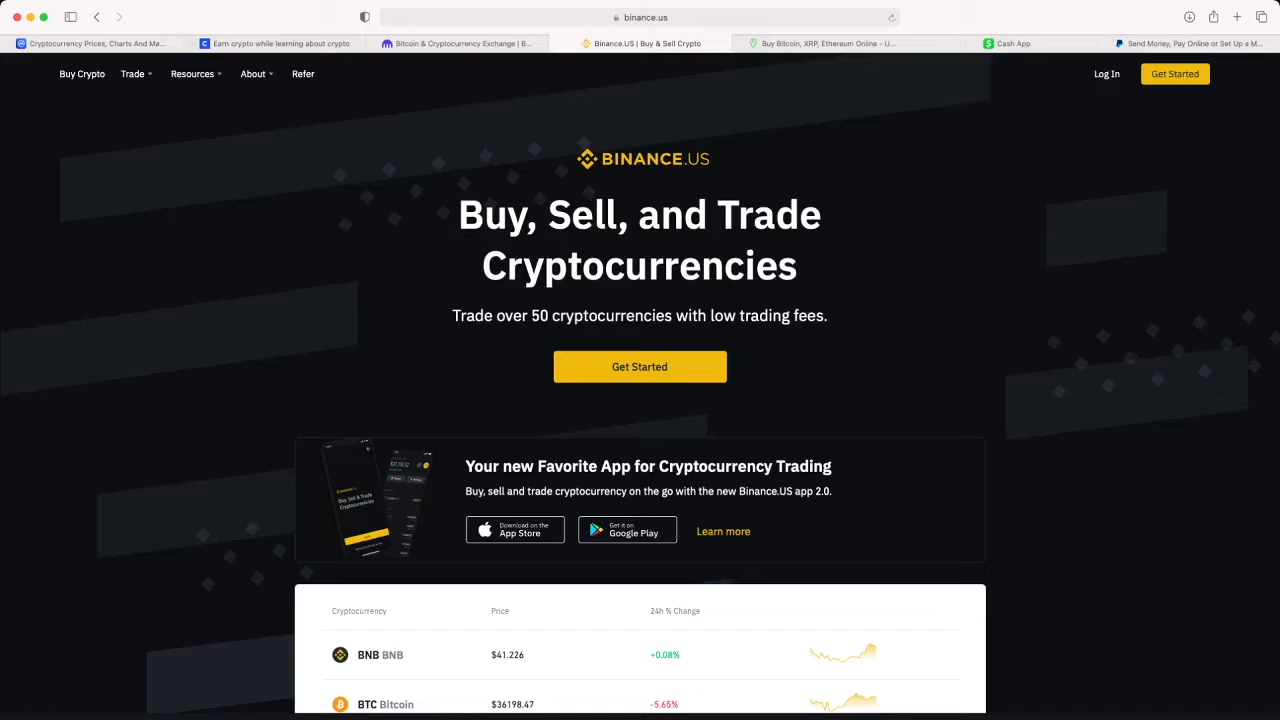 binance.us
Cryptocurrency Prices, Charts And Ma...
Earn crypto while learning about crypto
Bitcoin & Cryptocurrency Exchange | B...
Binance.US | Buy & Sell Crypto
Buy Bitcoin, XRP, Ethereum Online - U...
Cash App
Send Money, Pay Online or Set Up a M...
Buy Crypto
Trade
Resources
About
Refer
Log In
Get Started
BINANCE.US
Buy, Sell, and Trade
Cryptocurrencies
Trade over 50 cryptocurrencies with low trading fees.
Get Started
Buy, Sell & Trade
Cryptocurrencies
Your new Favorite App for Cryptocurrency Trading
Buy, sell and trade cryptocurrency on the go with the new Binance.US app 2.0.
Download on the
App Store
Get it on
Google Play
Learn more
Cryptocurrency Price 24h % Change
BNB BNB $41.226 +0.08%
BTC Bitcoin $36198.47 -5.65%